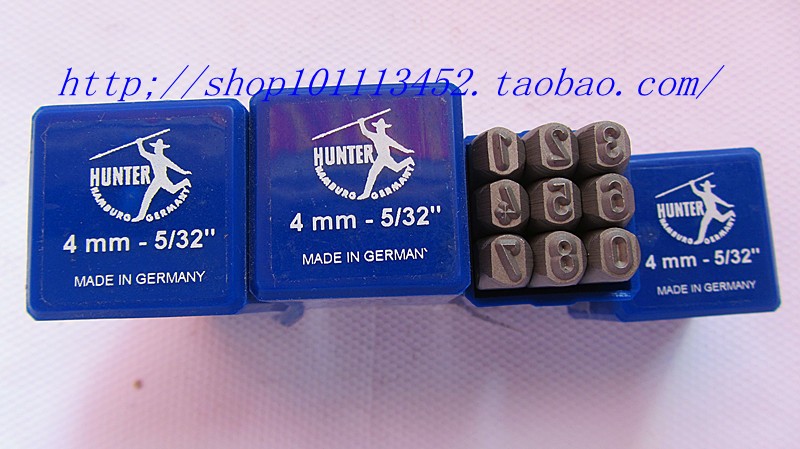 http;//shop101113452.taobao.com/
HUNTER
HAMBURG GERMANY
4 mm - 5/32"
MADE IN GERMANY
HUNTER
HAMBURG GERMANY
4 mm - 5/32"
MADE IN GERMANY
1 2 3
4 5 6
7 8 0
HUNTER
HAMBURG GERMANY
4 mm - 5/32"
MADE IN GERMANY